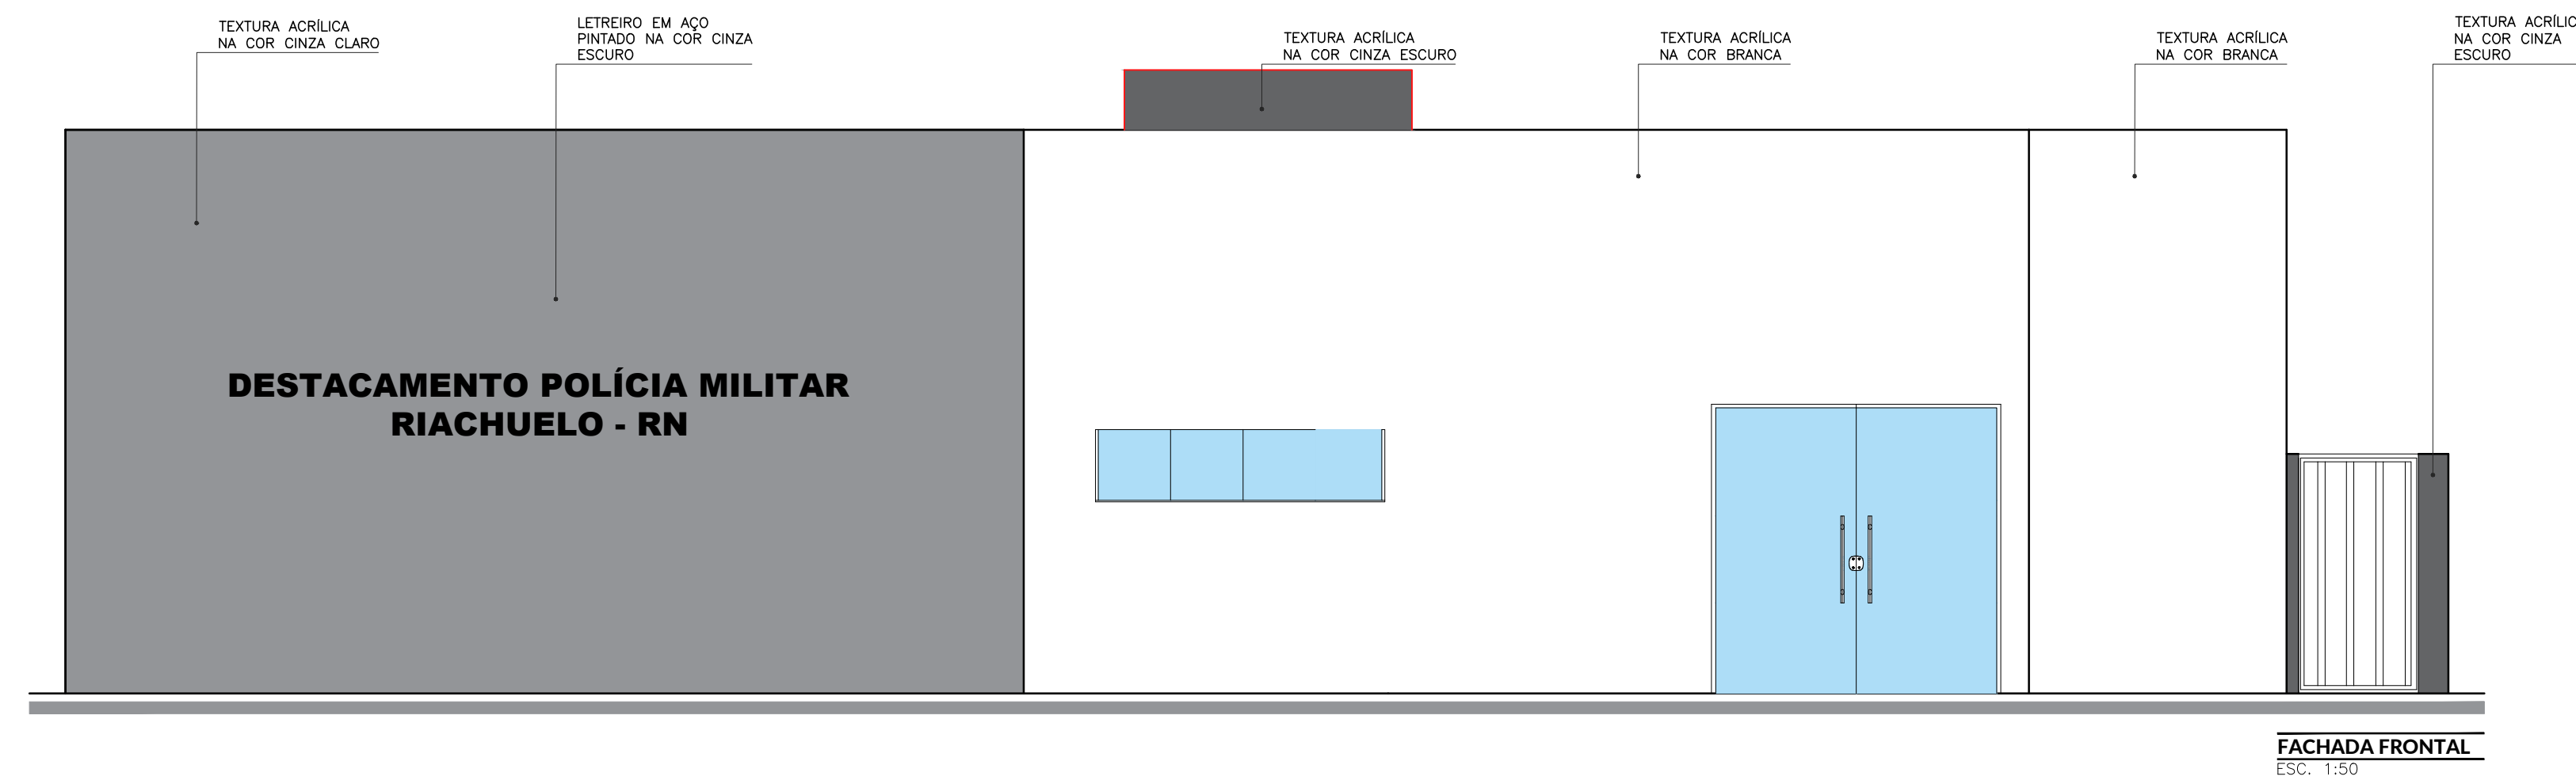 TEXTURA ACRÍLICA
NA COR CINZA CLARO
LETREIRO EM AÇO
PINTADO NA COR CINZA
ESCURO
TEXTURA ACRÍLICA
NA COR CINZA ESCURO
TEXTURA ACRÍLICA
NA COR BRANCA
TEXTURA ACRÍLICA
NA COR BRANCA
TEXTURA ACRÍLIC
NA COR CINZA
ESCURO
DESTACAMENTO POLÍCIA MILITAR
RIACHUELO - RN
FACHADA FRONTAL
ESC. 1:50